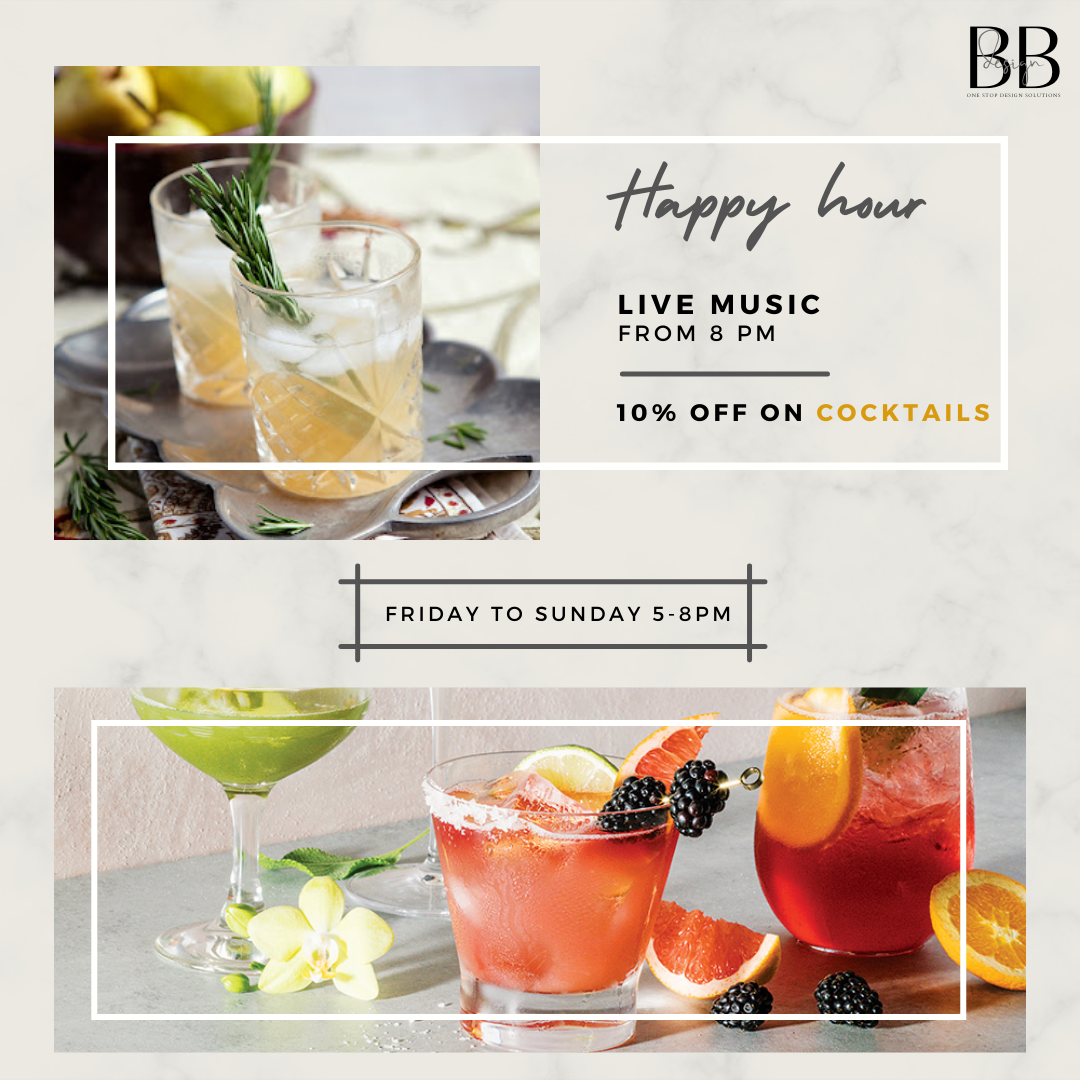 BB
design
ONE STOP DESIGN SOLUTIONS
Happy hour
LIVE MUSIC
FROM 8 PM
10% OFF ON COCKTAILS
FRIDAY TO SUNDAY 5-8PM